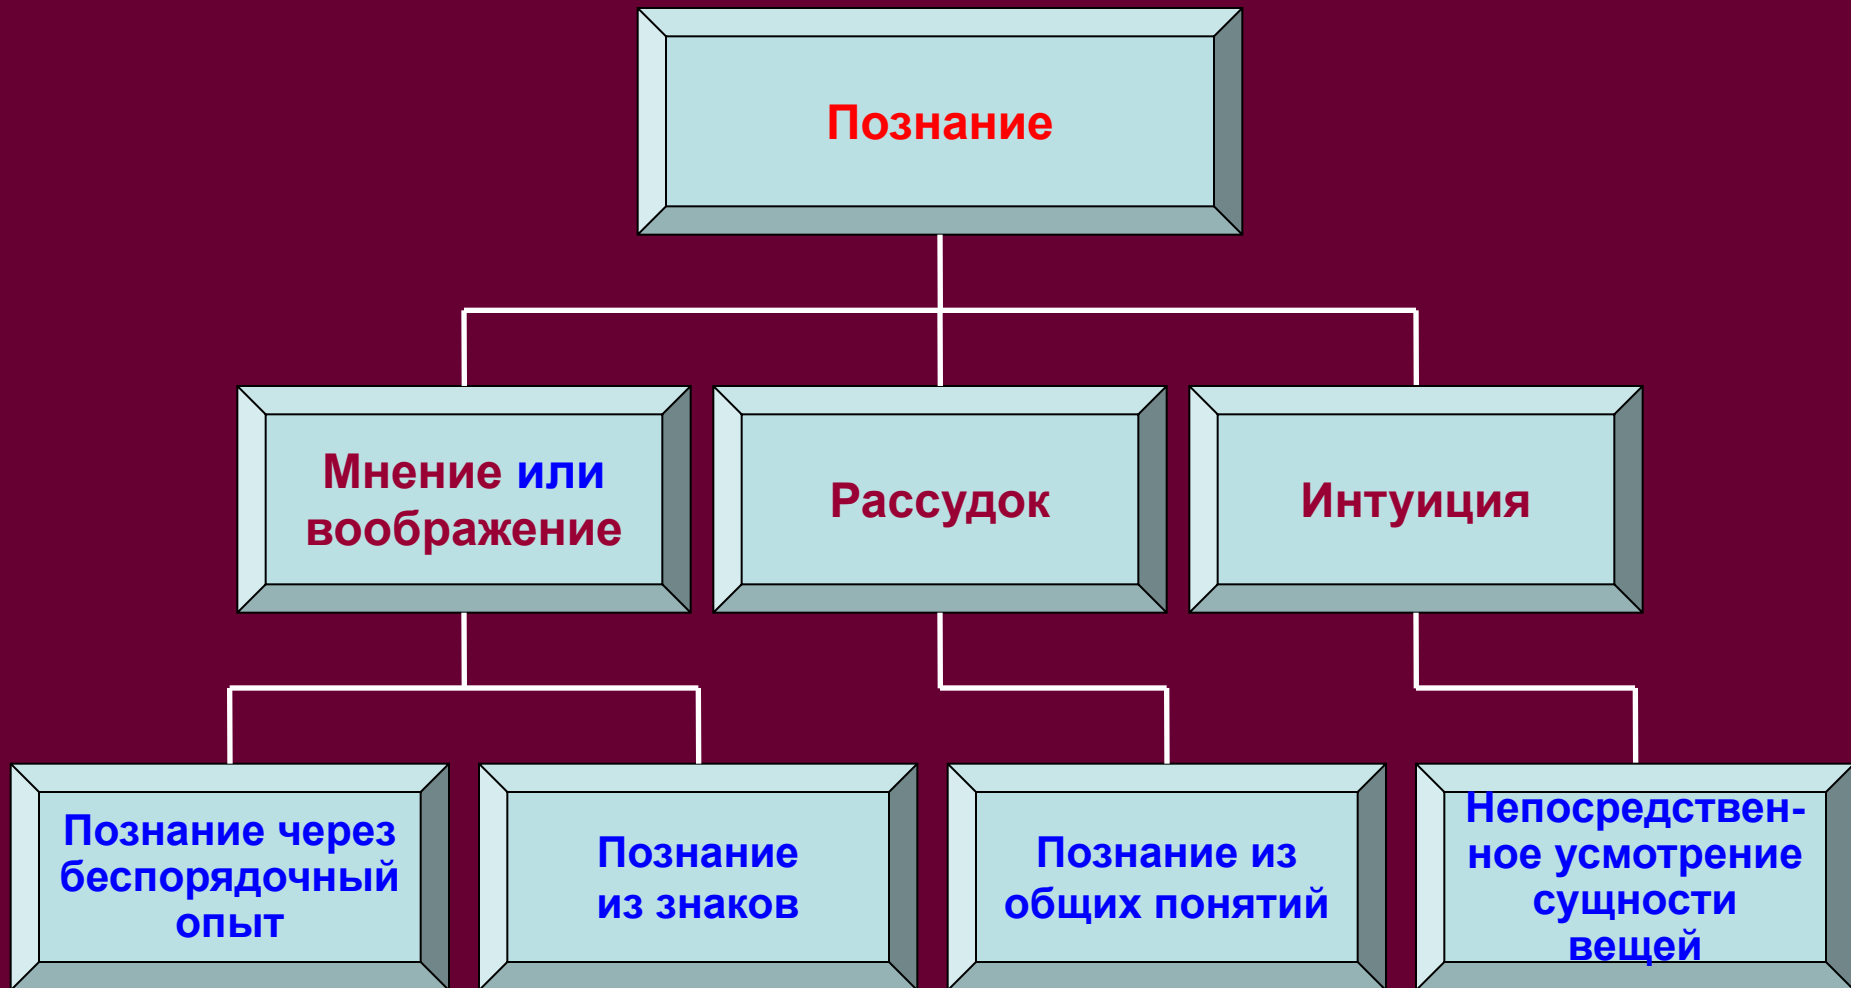 Познание
Мнение или
воображение
Рассудок
Интуиция
Познание через
беспорядочный
опыт
Познание
из знаков
Познание из
общих понятий
Непосредствен-
ное усмотрение
сущности
вещей